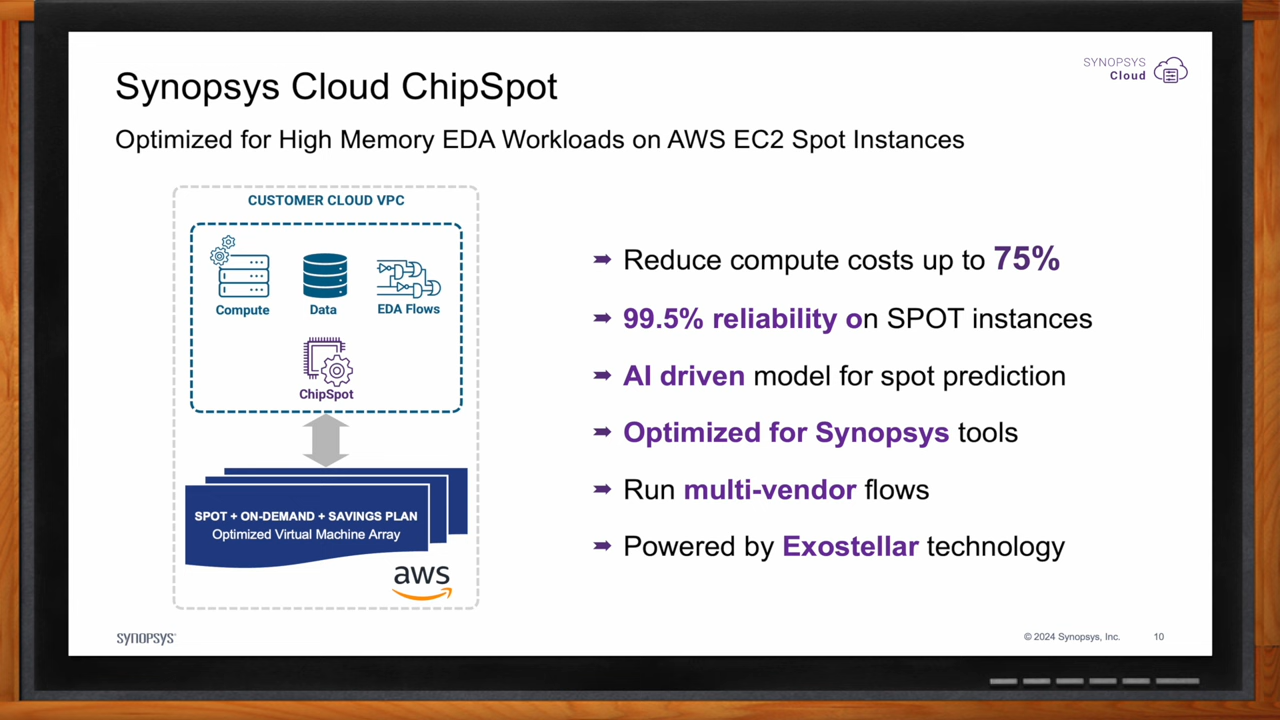 SYNOPSYS
Cloud
Synopsys Cloud ChipSpot
Optimized for High Memory EDA Workloads on AWS EC2 Spot Instances
CUSTOMER CLOUD VPC
Compute
Data
EDA Flows
ChipSpot
SPOT + ON-DEMAND + SAVINGS PLAN
Optimized Virtual Machine Array
aws
➡ Reduce compute costs up to 75%
➡ 99.5% reliability on SPOT instances
➡ AI driven model for spot prediction
➡ Optimized for Synopsys tools
➡ Run multi-vendor flows
➡ Powered by Exostellar technology
SYNOPSYS®
© 2024 Synopsys, Inc.
10